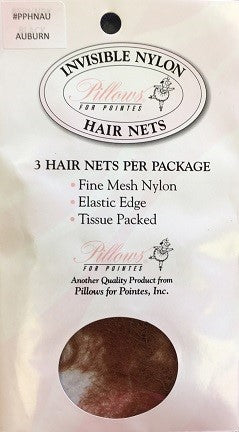 #PPHNAU
AUBURN
INVISIBLE NYLON
Pillows
FOR POINTES
HAIR NETS
3 HAIR NETS PER PACKAGE
• Fine Mesh Nylon
• Elastic Edge
• Tissue Packed
Pillows
FOR POINTES
Another Quality Product from
Pillows for Pointes, Inc.